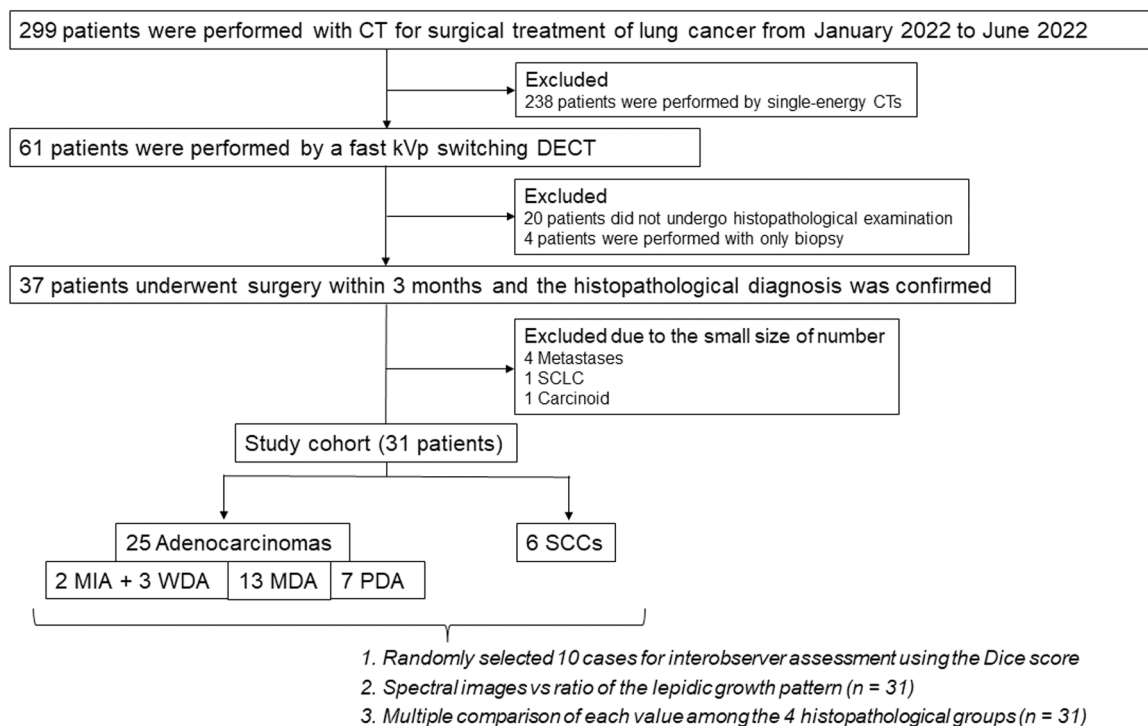 299 patients were performed with CT for surgical treatment of lung cancer from January 2022 to June 2022
Excluded
238 patients were performed by single-energy CTs
61 patients were performed by a fast kVp switching DECT
Excluded
20 patients did not undergo histopathological examination
4 patients were performed with only biopsy
37 patients underwent surgery within 3 months and the histopathological diagnosis was confirmed
Excluded due to the small size of number
4 Metastases
1 SCLC
1 Carcinoid
Study cohort (31 patients)
25 Adenocarcinomas
6 SCCs
2 MIA + 3 WDA
13 MDA
7 PDA
1. Randomly selected 10 cases for interobserver assessment using the Dice score
2. Spectral images vs ratio of the lepidic growth pattern (n = 31)
3. Multiple comparison of each value among the 4 histopathological groups (n = 31)